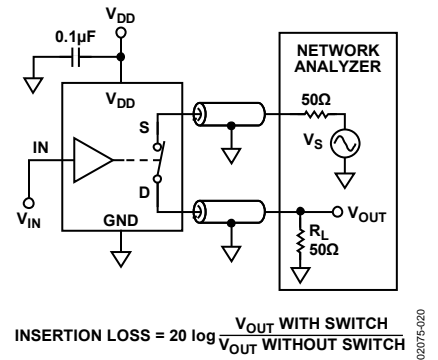 VDD
0.1µF
NETWORK
ANALYZER
VDD
50Ω
S
VS
IN
D
VOUT
VIN
GND
RL
50Ω
INSERTION LOSS = 20 log VOUT WITH SWITCH
VOUT WITHOUT SWITCH
02075-020